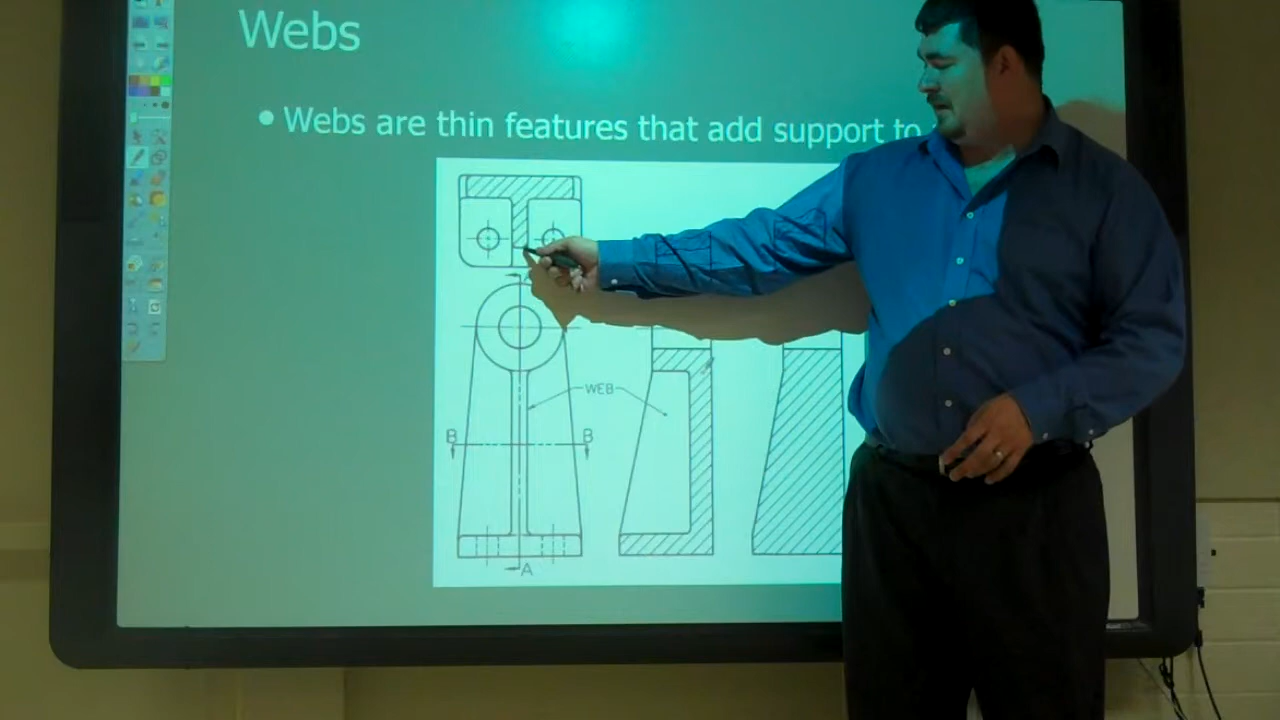 Webs
• Webs are thin features that add support to
WEB
B B
A